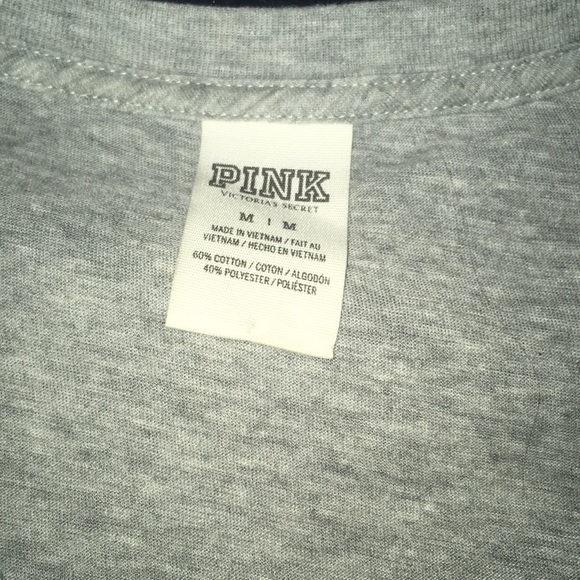 PINK
VICTORIA'S SECRET
M | M
MADE IN VIETNAM / FAIT AU
VIETNAM / HECHO EN VIETNAM
60% COTTON / COTON / ALGODÓN
40% POLYESTER / POLIÉSTER